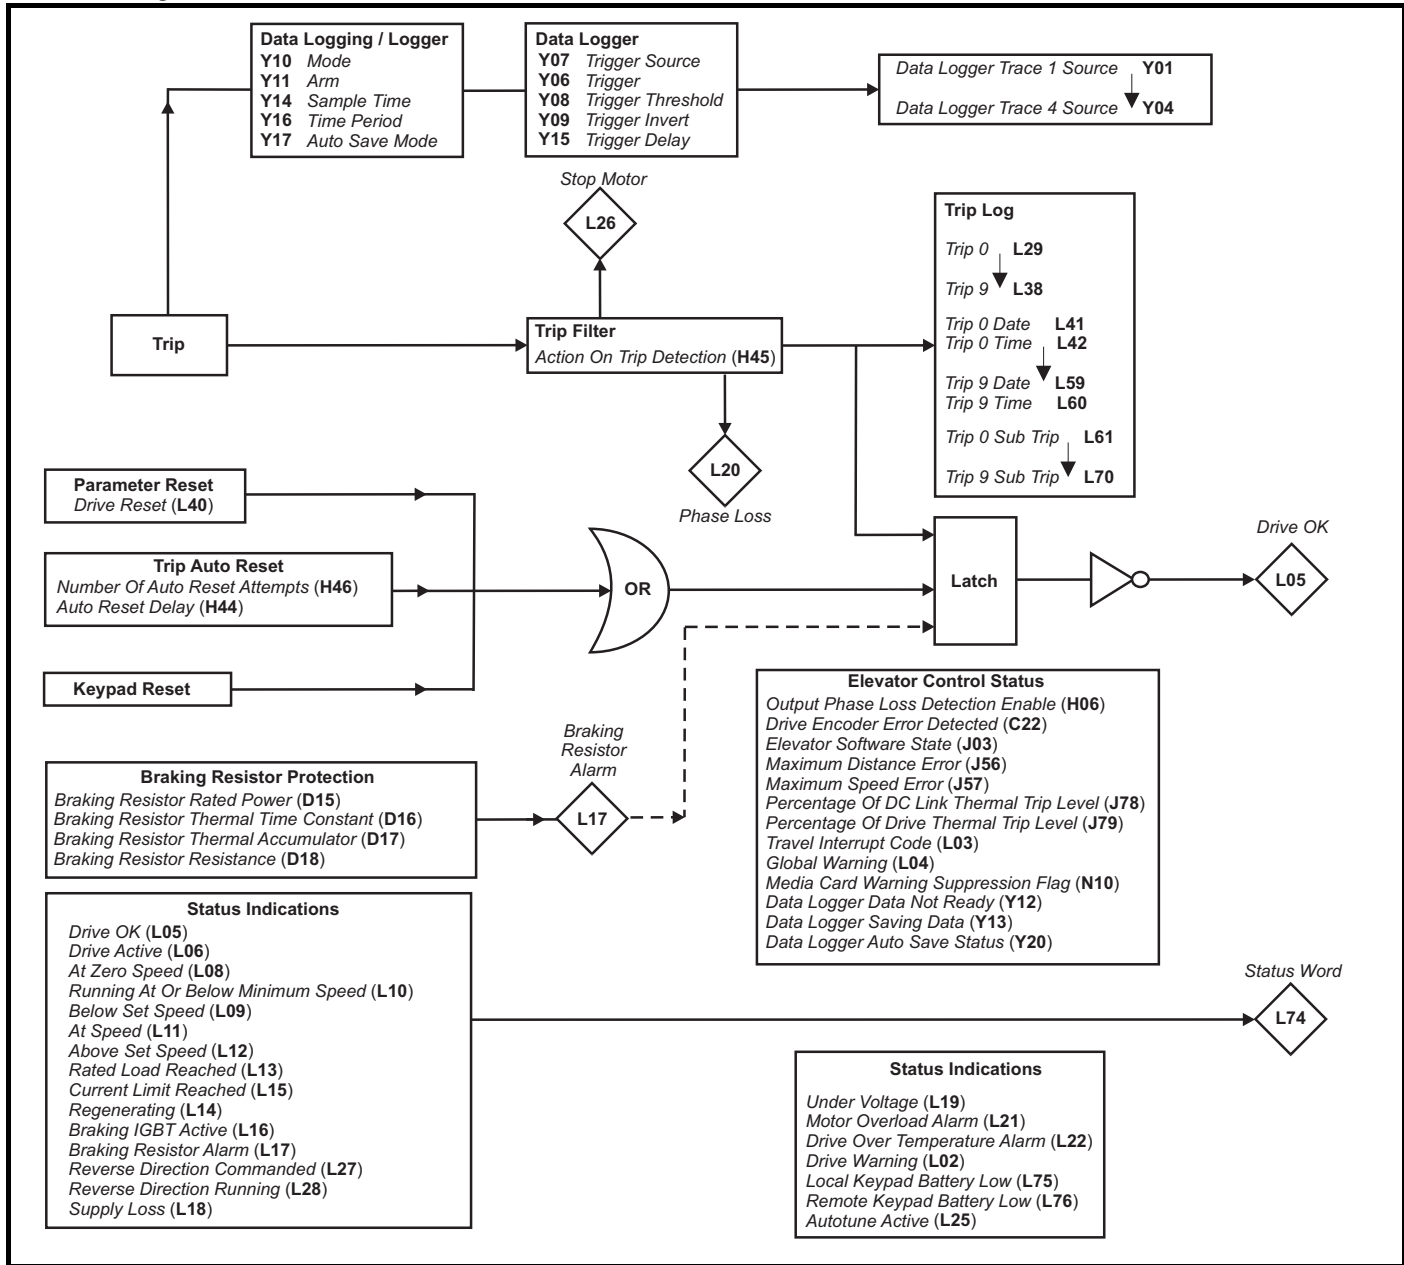 Data Logging / Logger
Y10 Mode
Y11 Arm
Y14 Sample Time
Y16 Time Period
Y17 Auto Save Mode
Data Logger
Y07 Trigger Source
Y06 Trigger
Y08 Trigger Threshold
Y09 Trigger Invert
Y15 Trigger Delay
Data Logger Trace 1 Source Y01
Data Logger Trace 4 Source Y04
Stop Motor
L26
Trip Log
Trip 0 L29
Trip 9 L38
Trip 0 Date L41
Trip 0 Time L42
Trip 9 Date L59
Trip 9 Time L60
Trip 0 Sub Trip L61
Trip 9 Sub Trip L70
Trip
Trip Filter
Action On Trip Detection (H45)
L20
Phase Loss
Parameter Reset
Drive Reset (L40)
Trip Auto Reset
Number Of Auto Reset Attempts (H46)
Auto Reset Delay (H44)
Keypad Reset
OR
Latch
Drive OK
L05
Braking Resistor Protection
Braking Resistor Rated Power (D15)
Braking Resistor Thermal Time Constant (D16)
Braking Resistor Thermal Accumulator (D17)
Braking Resistor Resistance (D18)
Braking
Resistor
Alarm
L17
Elevator Control Status
Output Phase Loss Detection Enable (H06)
Drive Encoder Error Detected (C22)
Elevator Software State (J03)
Maximum Distance Error (J56)
Maximum Speed Error (J57)
Percentage Of DC Link Thermal Trip Level (J78)
Percentage Of Drive Thermal Trip Level (J79)
Travel Interrupt Code (L03)
Global Warning (L04)
Media Card Warning Suppression Flag (N10)
Data Logger Data Not Ready (Y12)
Data Logger Saving Data (Y13)
Data Logger Auto Save Status (Y20)
Status Indications
Drive OK (L05)
Drive Active (L06)
At Zero Speed (L08)
Running At Or Below Minimum Speed (L10)
Below Set Speed (L09)
At Speed (L11)
Above Set Speed (L12)
Rated Load Reached (L13)
Current Limit Reached (L15)
Regenerating (L14)
Braking IGBT Active (L16)
Braking Resistor Alarm (L17)
Reverse Direction Commanded (L27)
Reverse Direction Running (L28)
Supply Loss (L18)
Status Word
L74
Status Indications
Under Voltage (L19)
Motor Overload Alarm (L21)
Drive Over Temperature Alarm (L22)
Drive Warning (L02)
Local Keypad Battery Low (L75)
Remote Keypad Battery Low (L76)
Autotune Active (L25)